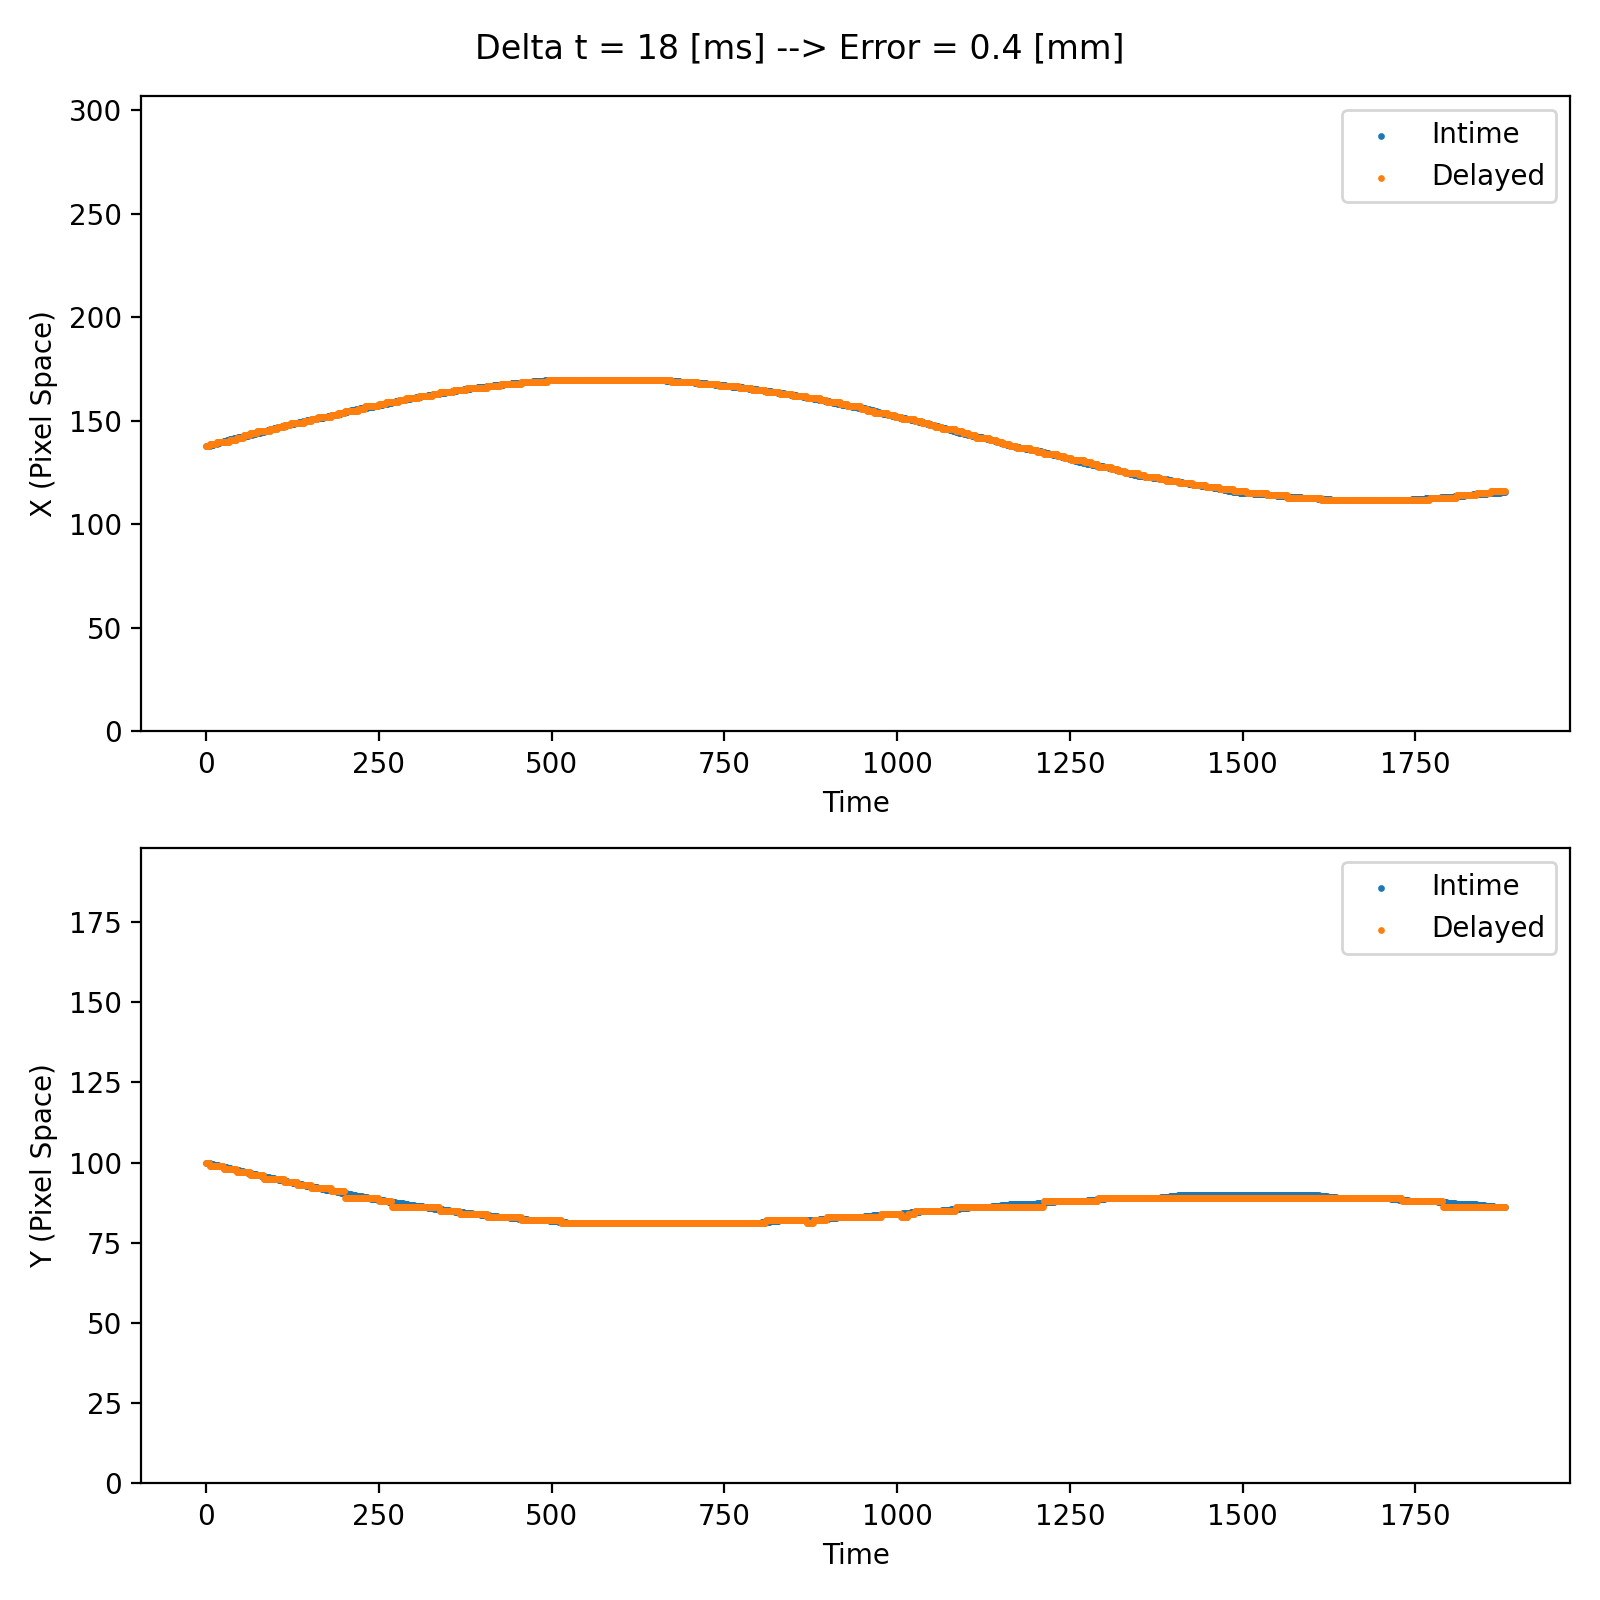 Delta t = 18 [ms] --> Error = 0.4 [mm]
300
250
200
150
100
50
0
X (Pixel Space)
Intime
Delayed
0 250 500 750 1000 1250 1500 1750
Time
175
150
125
100
75
50
25
0
Y (Pixel Space)
Intime
Delayed
0 250 500 750 1000 1250 1500 1750
Time